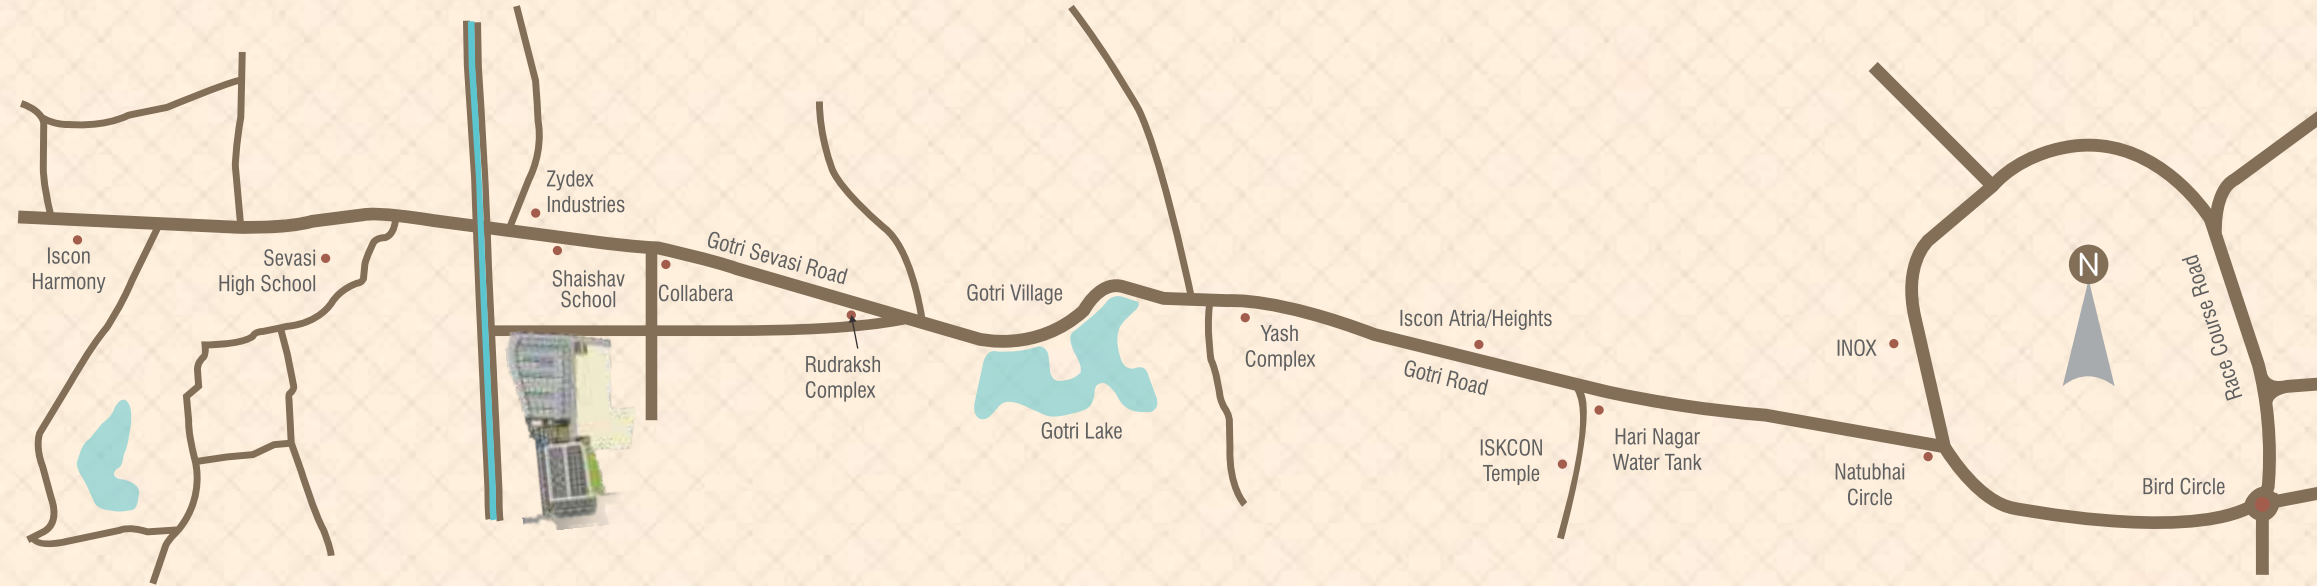 Iscon
Harmony
Sevasi
High School
Zydex
Industries
Shaishav
School
Collabera
Gotri Sevasi Road
Rudraksh
Complex
Gotri Village
Gotri Lake
Yash
Complex
Iscon Atria/Heights
Gotri Road
ISKCON
Temple
Hari Nagar
Water Tank
INOX
Natubhai
Circle
N
Race Course Road
Bird Circle